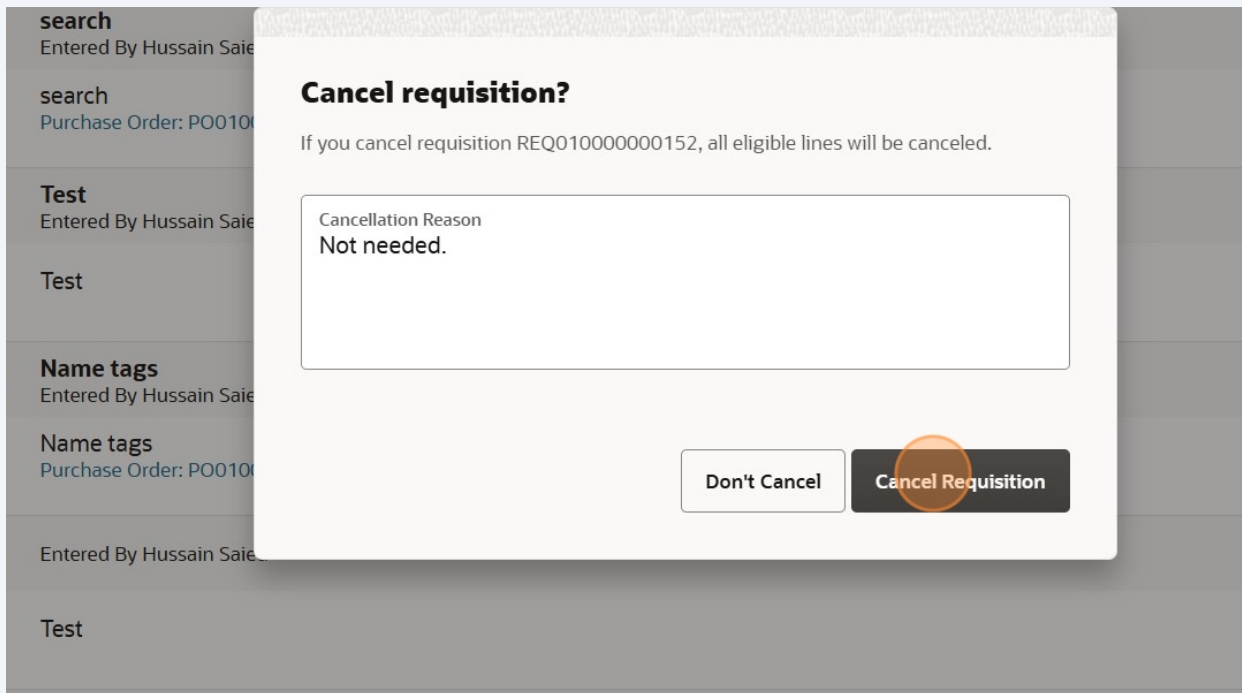 search
Entered By Hussain Saie
search
Purchase Order: PO010
Test
Entered By Hussain Saie
Test
Name tags
Entered By Hussain Saie
Name tags
Purchase Order: PO010
Entered By Hussain Saied
Test
Cancel requisition?
If you cancel requisition REQ010000000152, all eligible lines will be canceled.
Cancellation Reason
Not needed.
Don't Cancel
Cancel Requisition